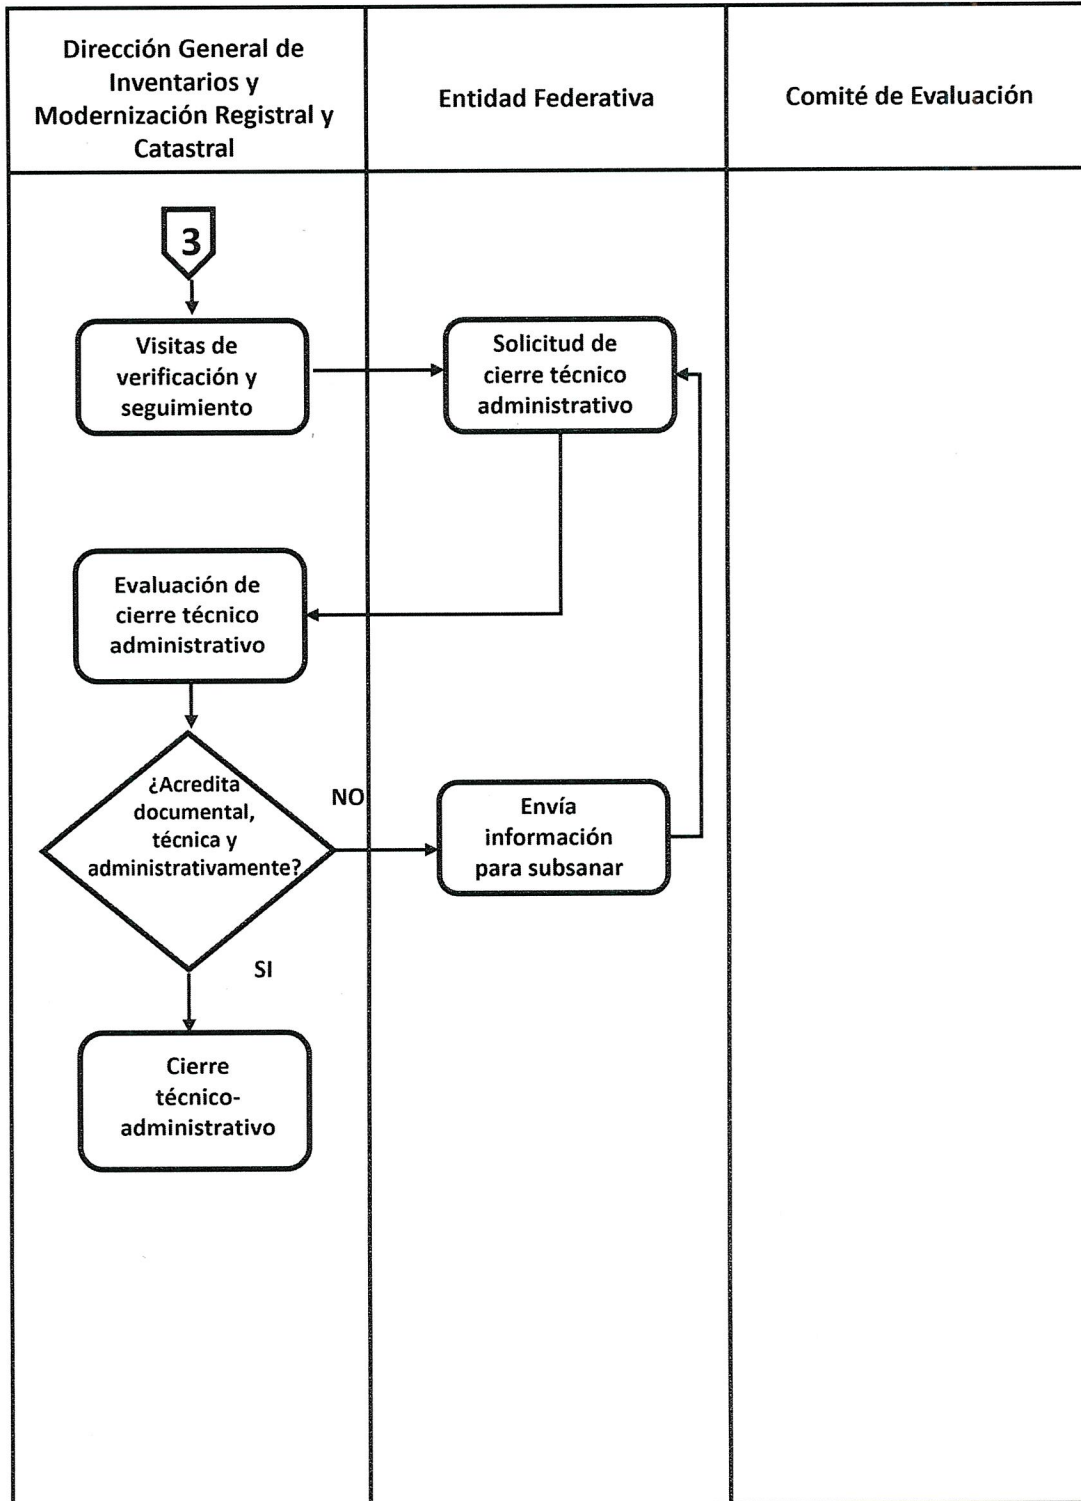 Dirección General de
Inventarios y
Modernización Registral y
Catastral
Entidad Federativa
Comité de Evaluación
3
Visitas de
verificación y
seguimiento
Solicitud de
cierre técnico
administrativo
Evaluación de
cierre técnico
administrativo
¿Acredita
documental,
técnica y
administrativamente?
NO
Envía
información
para subsanar
SI
Cierre
técnico-
administrativo